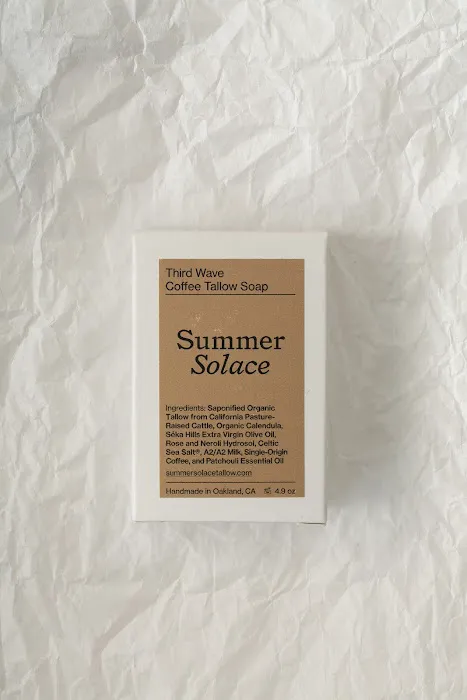 Third Wave
Coffee Tallow Soap
Summer
Solace
Ingredients: Saponified Organic
Tallow from California Pasture-
Raised Cattle, Organic Calendula,
Séka Hills Extra Virgin Olive Oil,
Rose and Neroli Hydrosol, Celtic
Sea Salt®, A2/A2 Milk, Single-Origin
Coffee, and Patchouli Essential Oil
summersolacetallow.com
Handmade in Oakland, CA 4.9 oz